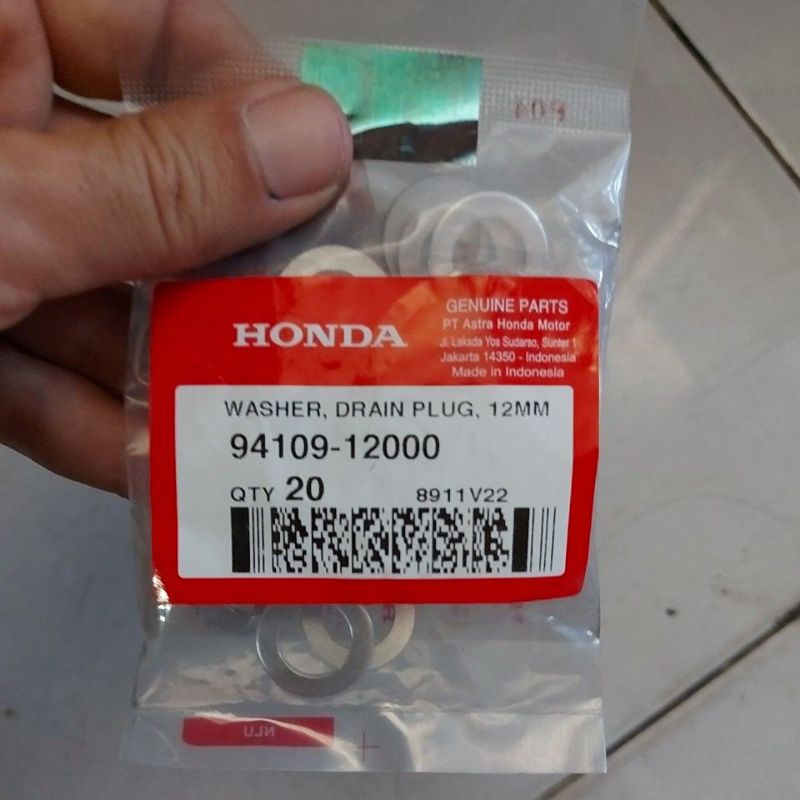 HONDA
GENUINE PARTS
PT Astra Honda Motor
Jl. Laksda Yos Sudarso, Sunter 1
Jakarta 14350 - Indonesia
Made in Indonesia
WASHER, DRAIN PLUG, 12MM
94109-12000
QTY 20 8911V22
NLU